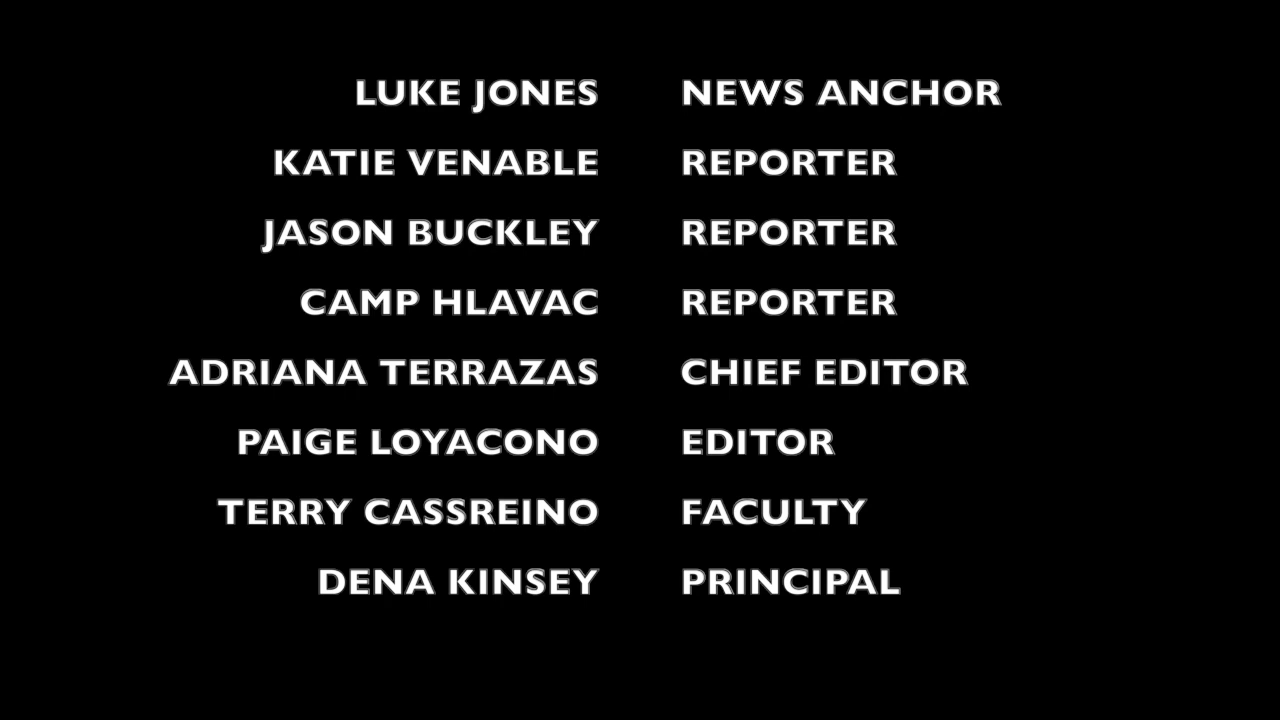 LUKE JONES NEWS ANCHOR
KATIE VENABLE REPORTER
JASON BUCKLEY REPORTER
CAMP HLAVAC REPORTER
ADRIANA TERRAZAS CHIEF EDITOR
PAIGE LOYACONO EDITOR
TERRY CASSREINO FACULTY
DENA KINSEY PRINCIPAL